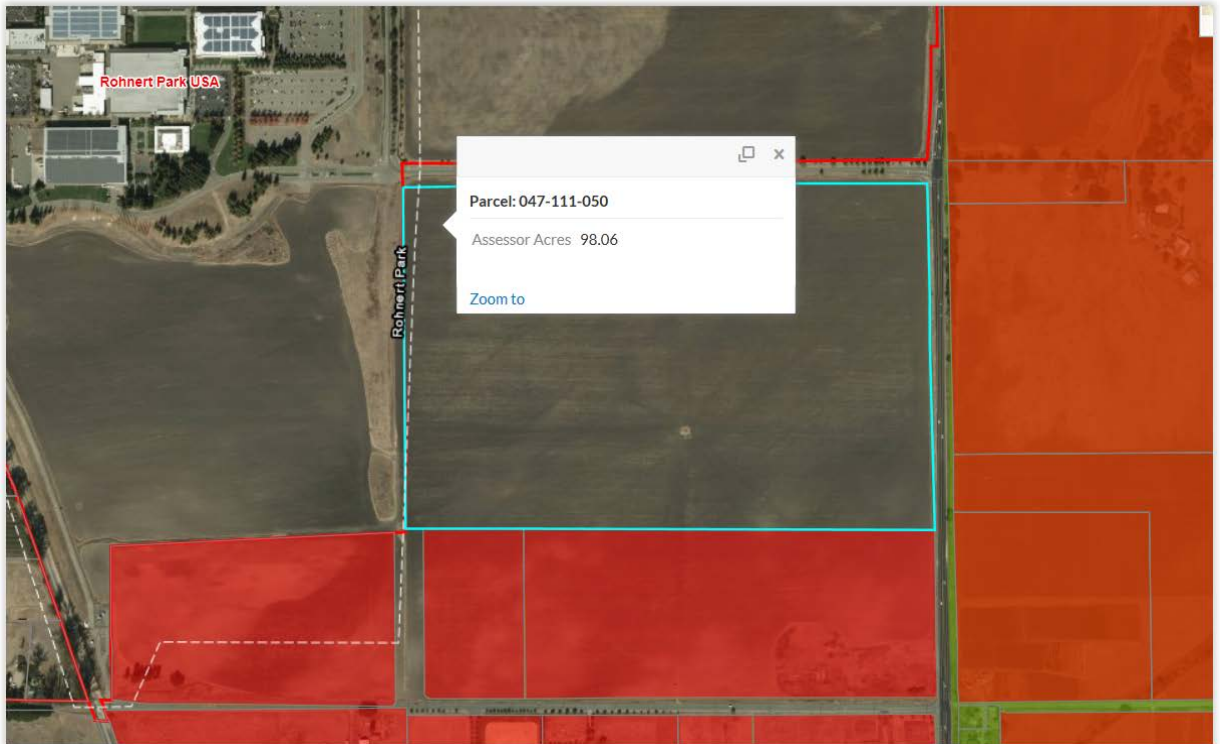 Rohnert Park USA
Parcel: 047-111-050
Assessor Acres 98.06
Rohnert Park
Zoom to